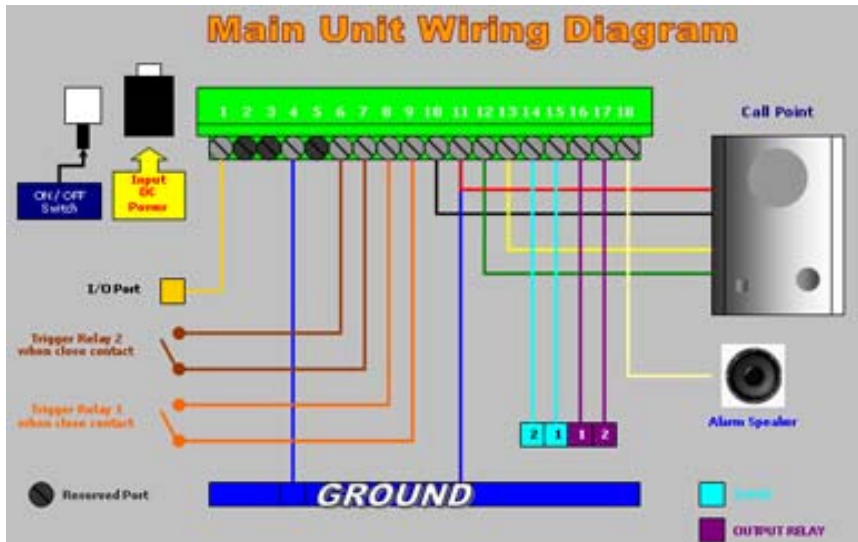 Main Unit Wiring Diagram
1 2 3 4 5 6 7 8 9 10 11 12 13 14 15 16 17 18
Call Point
ON / OFF
Switch
Input
DC
Power
I/O Port
Trigger Relay 2
when close contact
Trigger Relay 1
when close contact
Alarm Speaker
2 1 1 2
Reserved Port
GROUND
OUTPUT RELAY